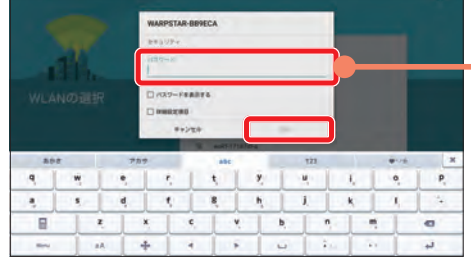 WARPSTAR-BB9ECA
セキュリティ
パスワード
パスワードを表示する
詳細設定項目
キャンセル
WLANの選択
あかさ アカサ abc 123
q w e r t y u i o p
a s d f g h j k l
z x c v b n m
Menu